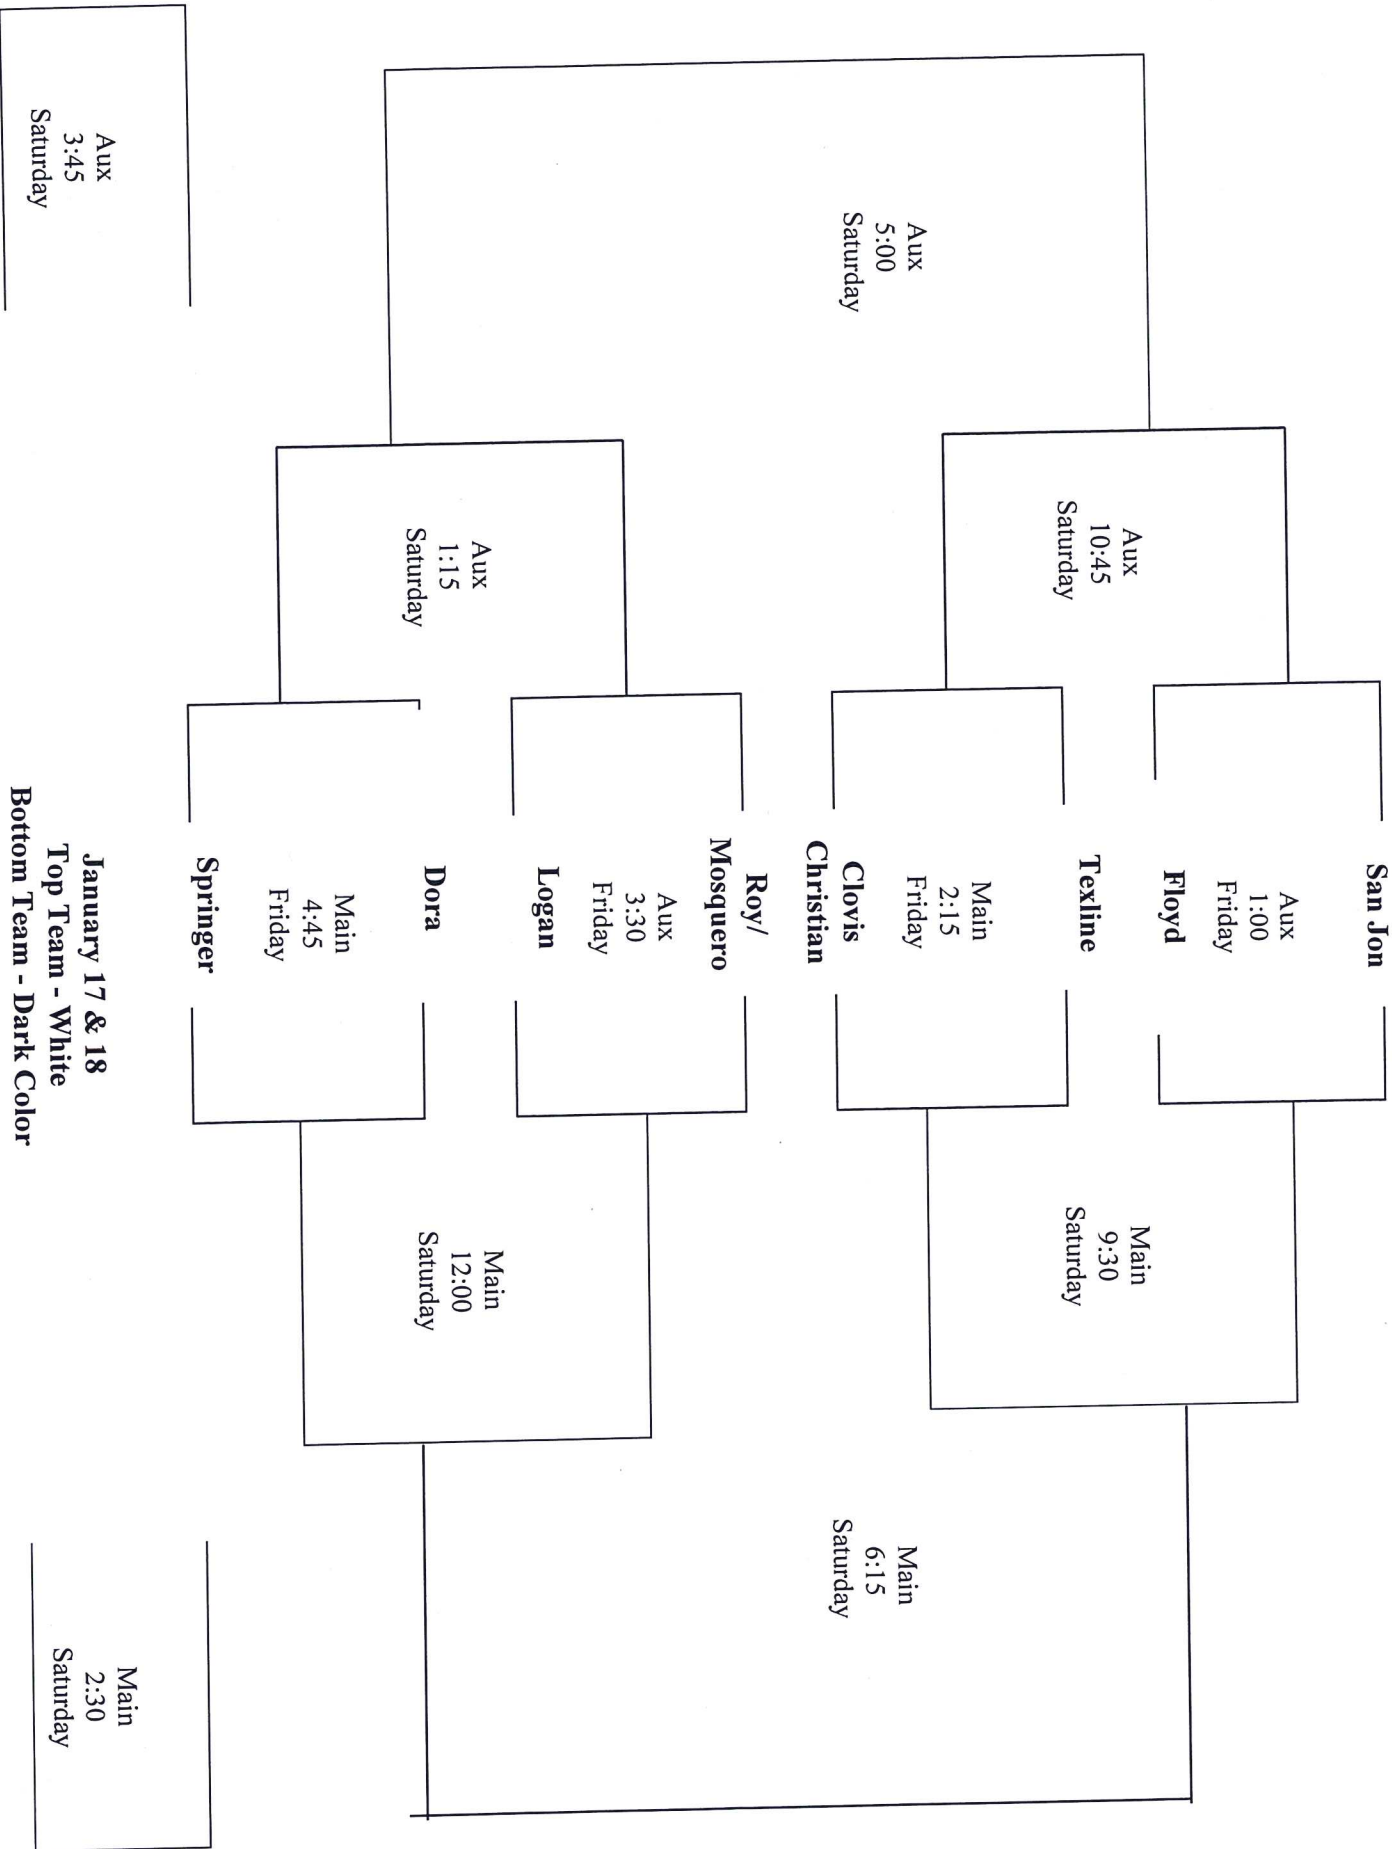 San Jon
Aux
1:00
Friday
Floyd
Texline
Main
2:15
Friday
Clovis
Christian
Roy/
Mosquero
Aux
3:30
Friday
Logan
Dora
Main
4:45
Friday
Springer
Aux
10:45
Saturday
Aux
1:15
Saturday
Aux
5:00
Saturday
Aux
3:45
Saturday
Main
9:30
Saturday
Main
12:00
Saturday
Main
6:15
Saturday
Main
2:30
Saturday
January 17 & 18
Top Team - White
Bottom Team - Dark Color